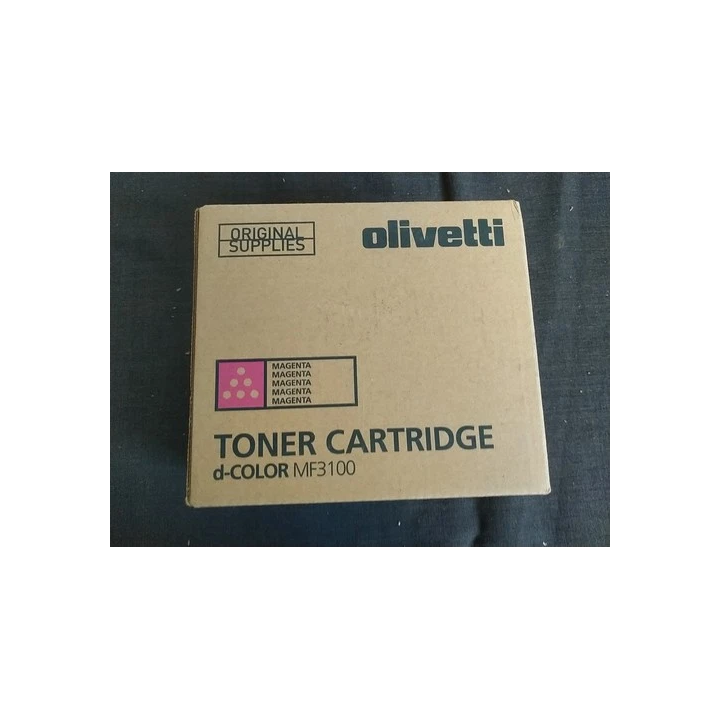 ORIGINAL
SUPPLIES
olivetti
MAGENTA
MAGENTA
MAGENTA
MAGENTA
MAGENTA
TONER CARTRIDGE
d-COLOR MF3100